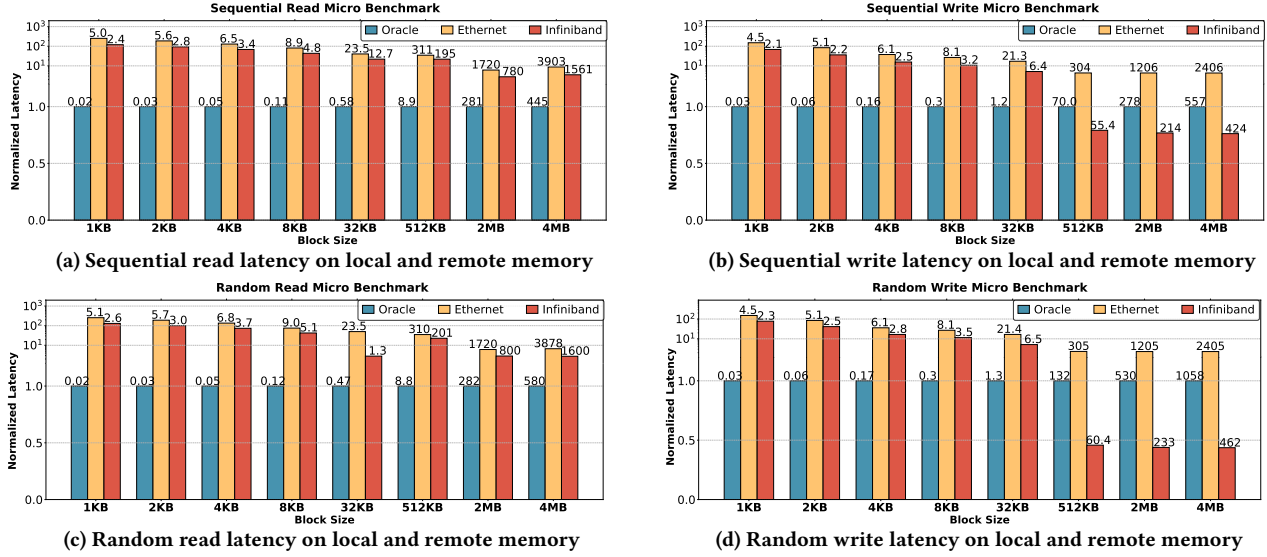 Sequential Read Micro Benchmark
Oracle Ethernet Infiniband
Normalized Latency
10³
10²
10¹
1.0
0.5
0.0
5.0 2.4 5.6 2.8 6.5 3.4 8.9 4.8 23.5 12.7 311 195 1720 780 3903 1561
0.02 0.03 0.05 0.11 0.58 8.9 281 445
1KB 2KB 4KB 8KB 32KB 512KB 2MB 4MB
Block Size
(a) Sequential read latency on local and remote memory
Sequential Write Micro Benchmark
Oracle Ethernet Infiniband
Normalized Latency
10³
10²
10¹
1.0
0.5
0.0
4.5 2.1 5.1 2.2 6.1 2.5 8.1 3.2 21.3 6.4 304 1206 2406
0.03 0.06 0.16 0.3 1.2 70.0 278 557
55.4 214 424
1KB 2KB 4KB 8KB 32KB 512KB 2MB 4MB
Block Size
(b) Sequential write latency on local and remote memory
Random Read Micro Benchmark
Oracle Ethernet Infiniband
Normalized Latency
10³
10²
10¹
1.0
0.5
0.0
5.1 2.6 5.7 3.0 6.8 3.7 9.0 5.1 23.5 1.3 310 201 1720 800 3878 1600
0.02 0.03 0.05 0.12 0.47 8.8 282 580
1KB 2KB 4KB 8KB 32KB 512KB 2MB 4MB
Block Size
(c) Random read latency on local and remote memory
Random Write Micro Benchmark
Oracle Ethernet Infiniband
Normalized Latency
10²
10¹
1.0
0.5
0.0
4.5 2.3 5.1 2.5 6.1 2.8 8.1 3.5 21.4 6.5 305 1205 2405
0.03 0.06 0.17 0.3 1.3 132 530 1058
60.4 233 462
1KB 2KB 4KB 8KB 32KB 512KB 2MB 4MB
Block Size
(d) Random write latency on local and remote memory